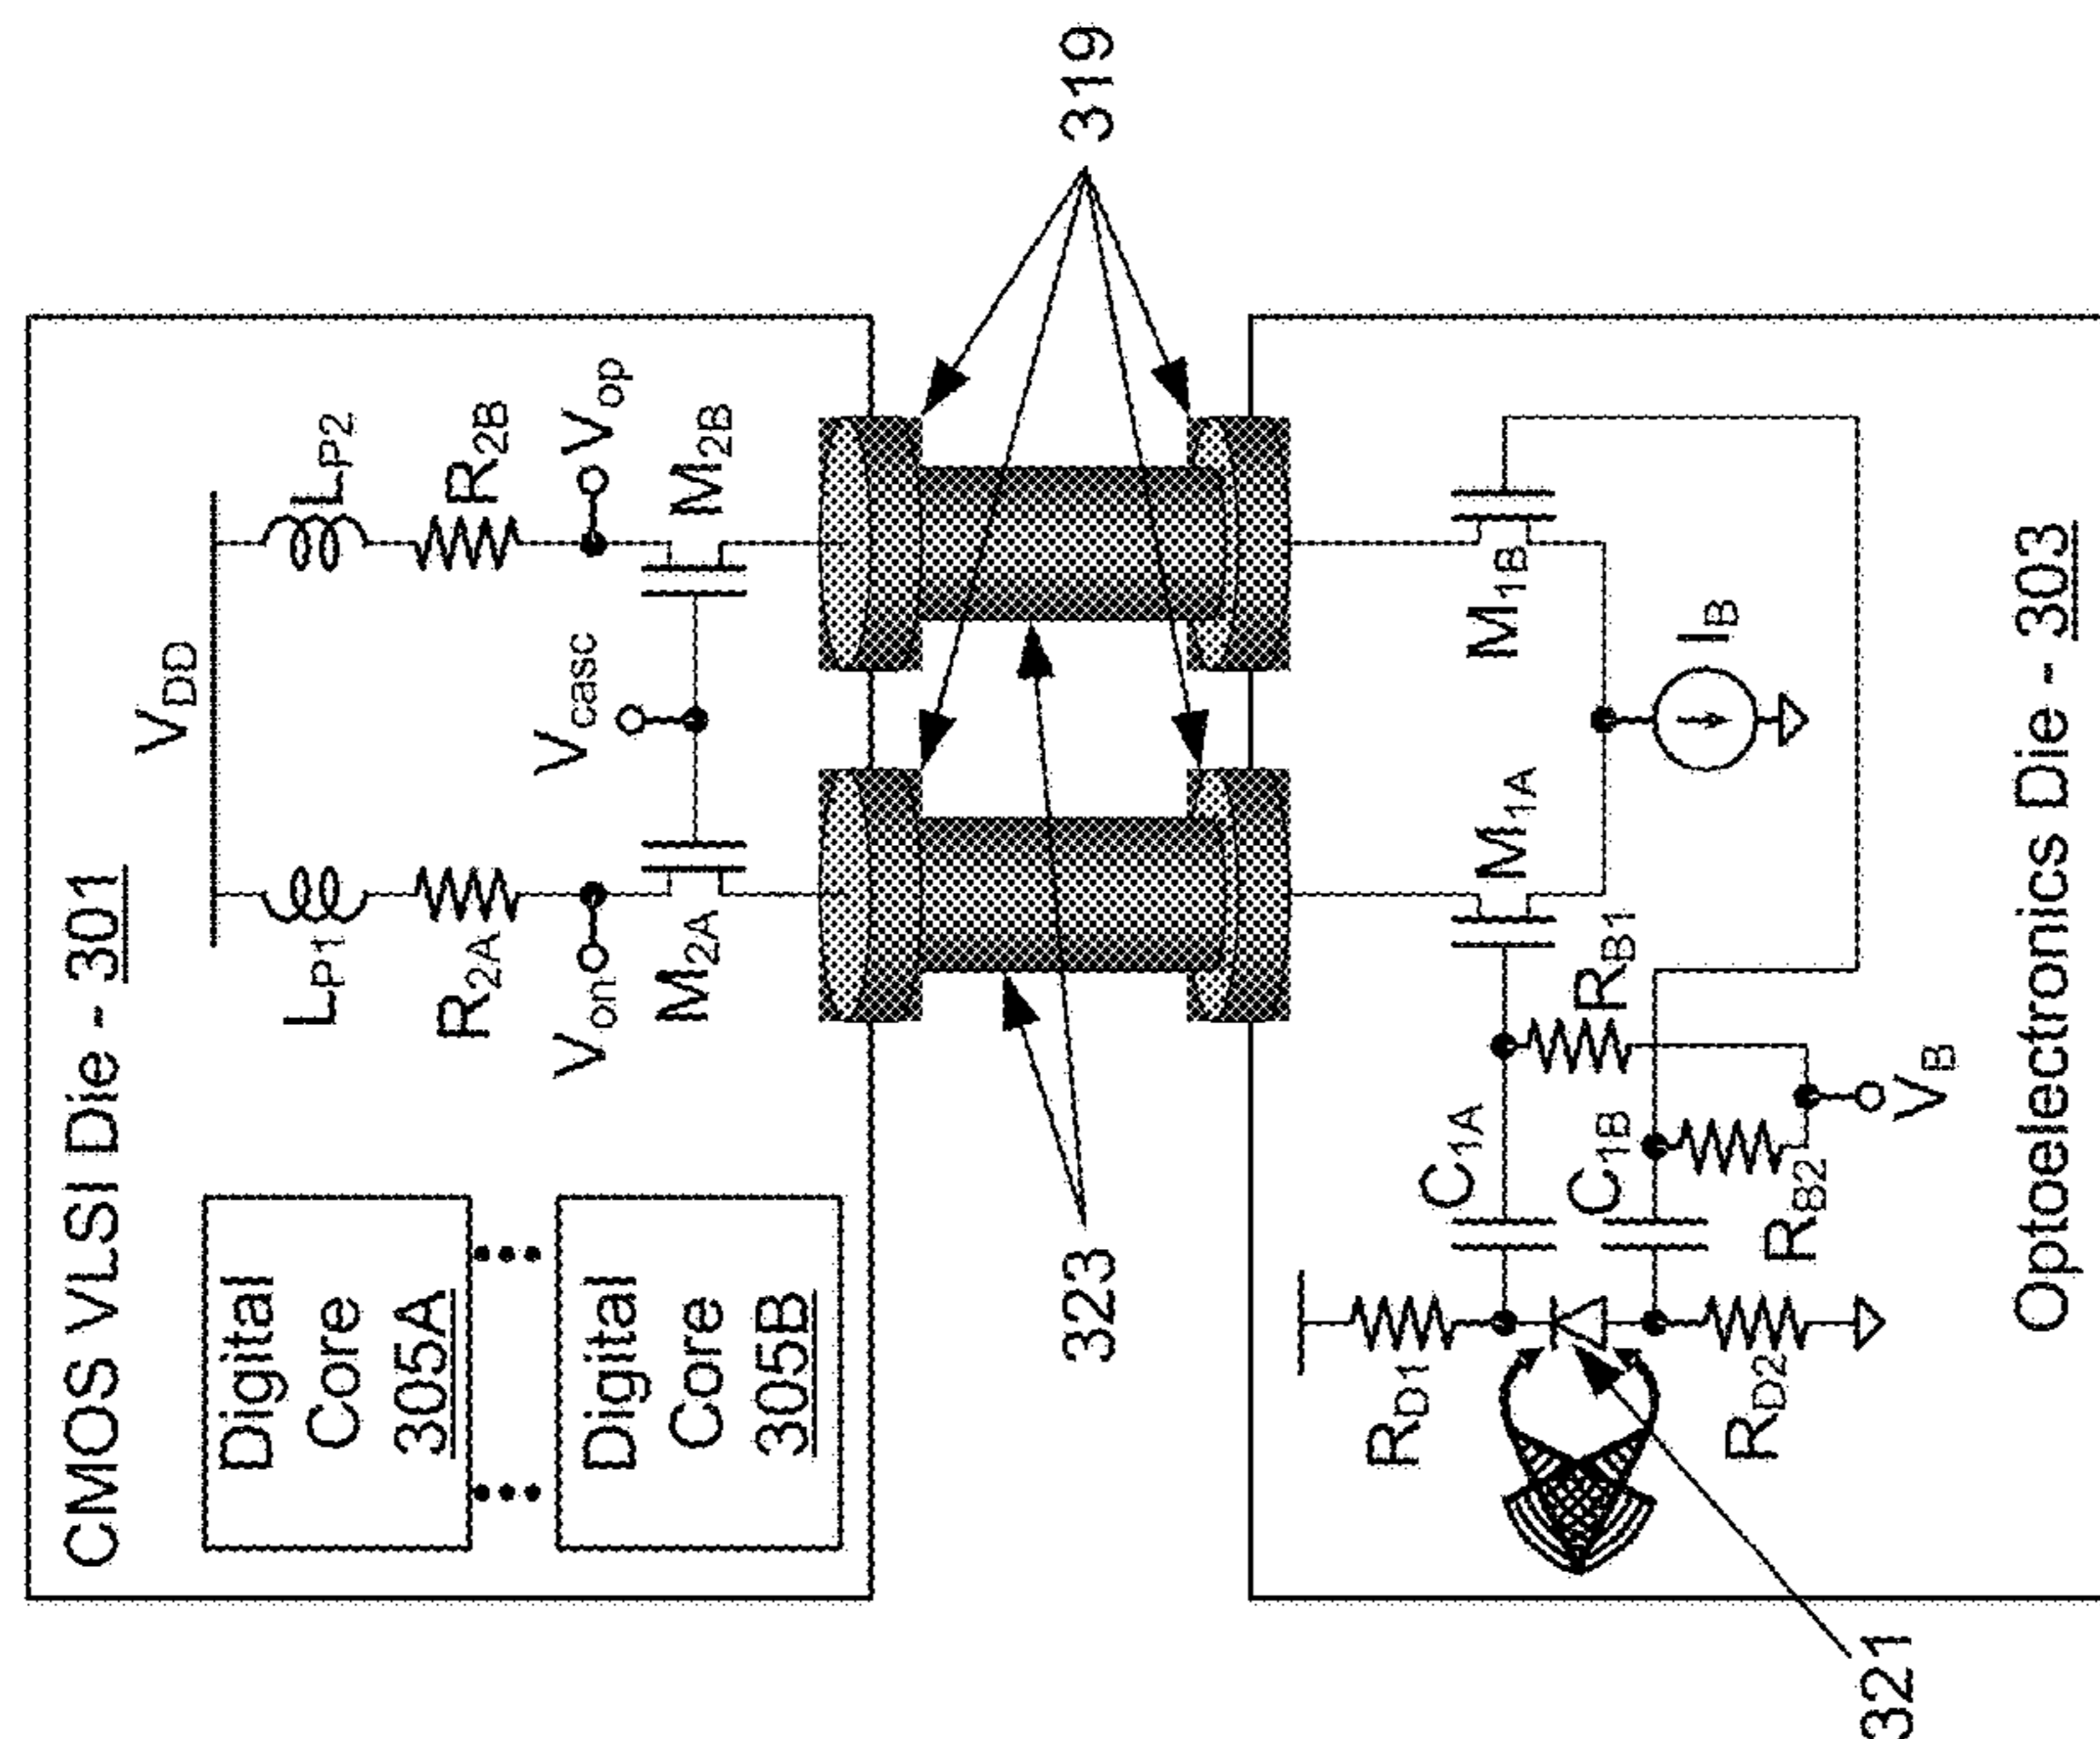 CMOS VLSI Die - 301
Digital
Core
305A
Digital
Core
305B
VDD
LP1
LP2
R2A
R2B
Von
Vop
Vcasc
M2A
M2B
323
319
M1A
M1B
C1A
C1B
RB1
RB2
IB
VB
RD1
RD2
321
Optoelectronics Die - 303